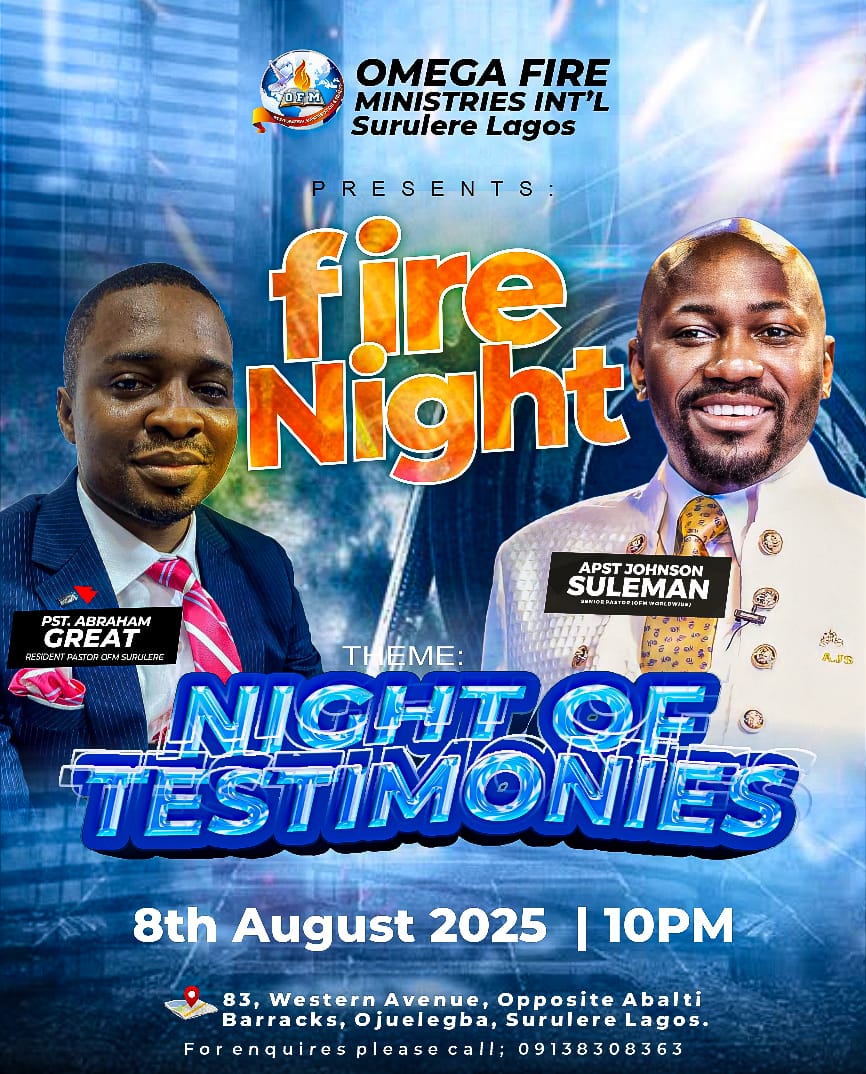 OFM
OMEGA FIRE
MINISTRIES INT'L
Surulere Lagos
PRESENTS:
fire
Night
APST JOHNSON
SULEMAN
SENIOR PASTOR (OFM WORLDWIDE)
PST. ABRAHAM
GREAT
RESIDENT PASTOR OFM SURULERE
AJS
THEME:
NIGHT OF
TESTIMONIES
8th August 2025 | 10PM
83, Western Avenue, Opposite Abalti
Barracks, Ojuelegba, Surulere Lagos.
For enquires please call; 09138308363